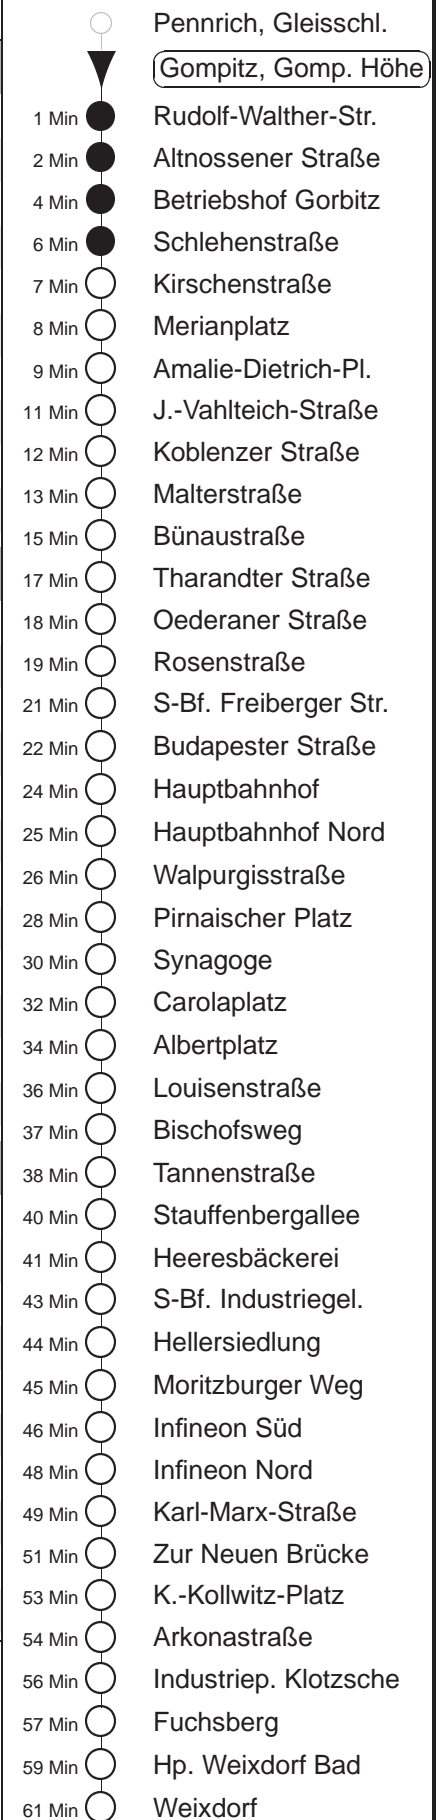 Pennrich, Gleisschl.
Gompitz, Gomp. Höhe
1 Min Rudolf-Walther-Str.
2 Min Altnossener Straße
4 Min Betriebshof Gorbitz
6 Min Schlehenstraße
7 Min Kirschenstraße
8 Min Merianplatz
9 Min Amalie-Dietrich-Pl.
11 Min J.-Vahlteich-Straße
12 Min Koblenzer Straße
13 Min Malterstraße
15 Min Bünaustraße
17 Min Tharandter Straße
18 Min Oederaner Straße
19 Min Rosenstraße
21 Min S-Bf. Freiberger Str.
22 Min Budapester Straße
24 Min Hauptbahnhof
25 Min Hauptbahnhof Nord
26 Min Walpurgisstraße
28 Min Pirnaischer Platz
30 Min Synagoge
32 Min Carolaplatz
34 Min Albertplatz
36 Min Louisenstraße
37 Min Bischofsweg
38 Min Tannenstraße
40 Min Stauffenbergallee
41 Min Heeresbäckerei
43 Min S-Bf. Industriegel.
44 Min Hellersiedlung
45 Min Moritzburger Weg
46 Min Infineon Süd
48 Min Infineon Nord
49 Min Karl-Marx-Straße
51 Min Zur Neuen Brücke
53 Min K.-Kollwitz-Platz
54 Min Arkonastraße
56 Min Industriep. Klotzsche
57 Min Fuchsberg
59 Min Hp. Weixdorf Bad
61 Min Weixdorf